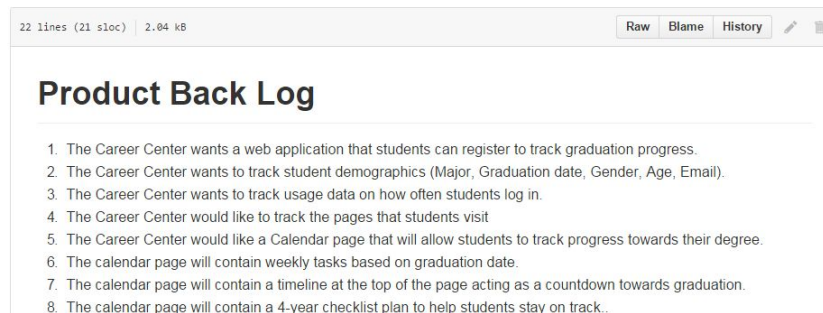 22 lines (21 sloc) 2.04 kB Raw Blame History
Product Back Log
1. The Career Center wants a web application that students can register to track graduation progress.
2. The Career Center wants to track student demographics (Major, Graduation date, Gender, Age, Email).
3. The Career Center wants to track usage data on how often students log in.
4. The Career Center would like to track the pages that students visit
5. The Career Center would like a Calendar page that will allow students to track progress towards their degree.
6. The calendar page will contain weekly tasks based on graduation date.
7. The calendar page will contain a timeline at the top of the page acting as a countdown towards graduation.
8. The calendar page will contain a 4-year checklist plan to help students stay on track..